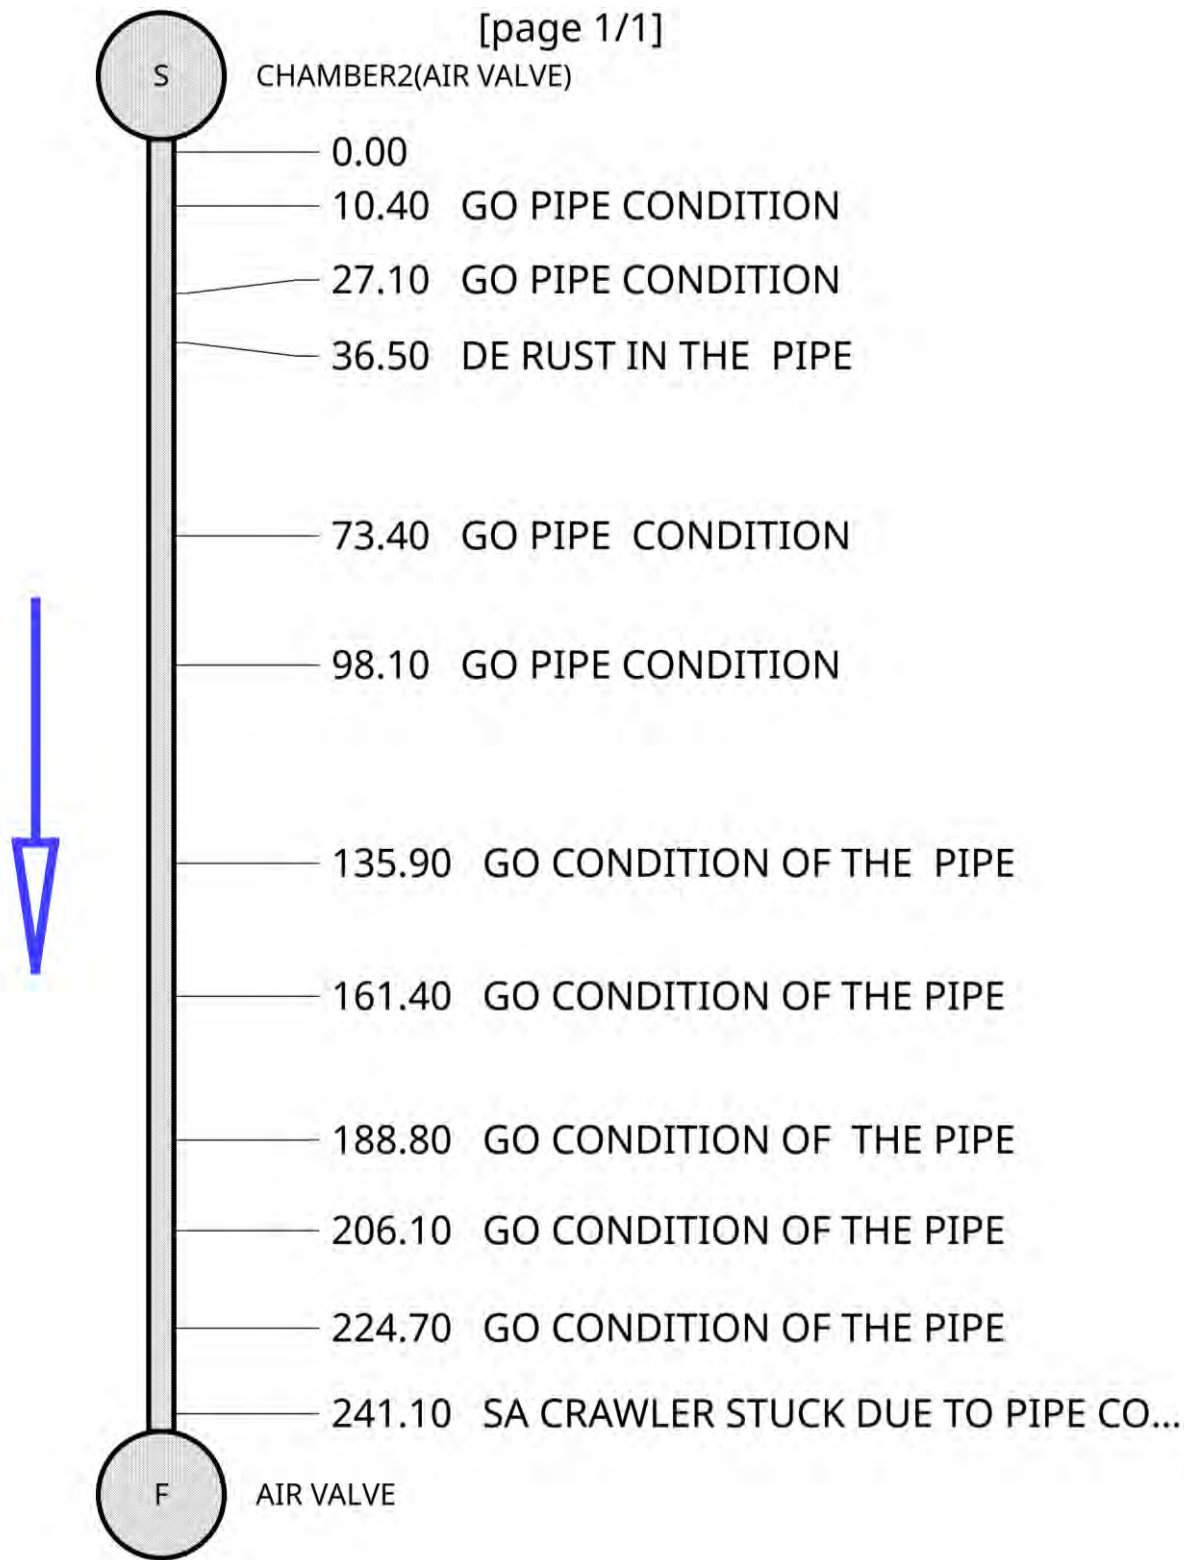 [page 1/1]
S CHAMBER2(AIR VALVE)
0.00
10.40 GO PIPE CONDITION
27.10 GO PIPE CONDITION
36.50 DE RUST IN THE PIPE
73.40 GO PIPE CONDITION
98.10 GO PIPE CONDITION
135.90 GO CONDITION OF THE PIPE
161.40 GO CONDITION OF THE PIPE
188.80 GO CONDITION OF THE PIPE
206.10 GO CONDITION OF THE PIPE
224.70 GO CONDITION OF THE PIPE
241.10 SA CRAWLER STUCK DUE TO PIPE CO...
F AIR VALVE